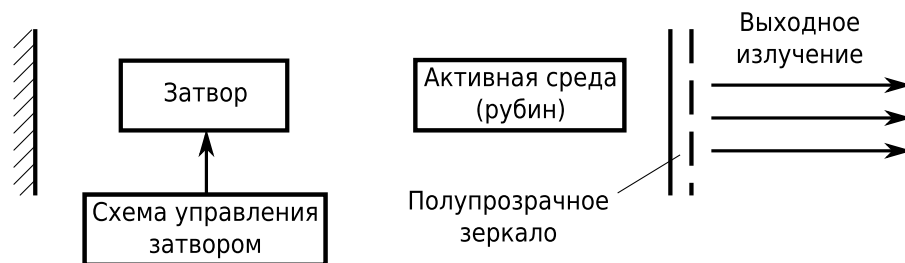 Выходное
излучение
Затвор
Активная среда
(рубин)
Полупрозрачное
зеркало
Схема управления
затвором